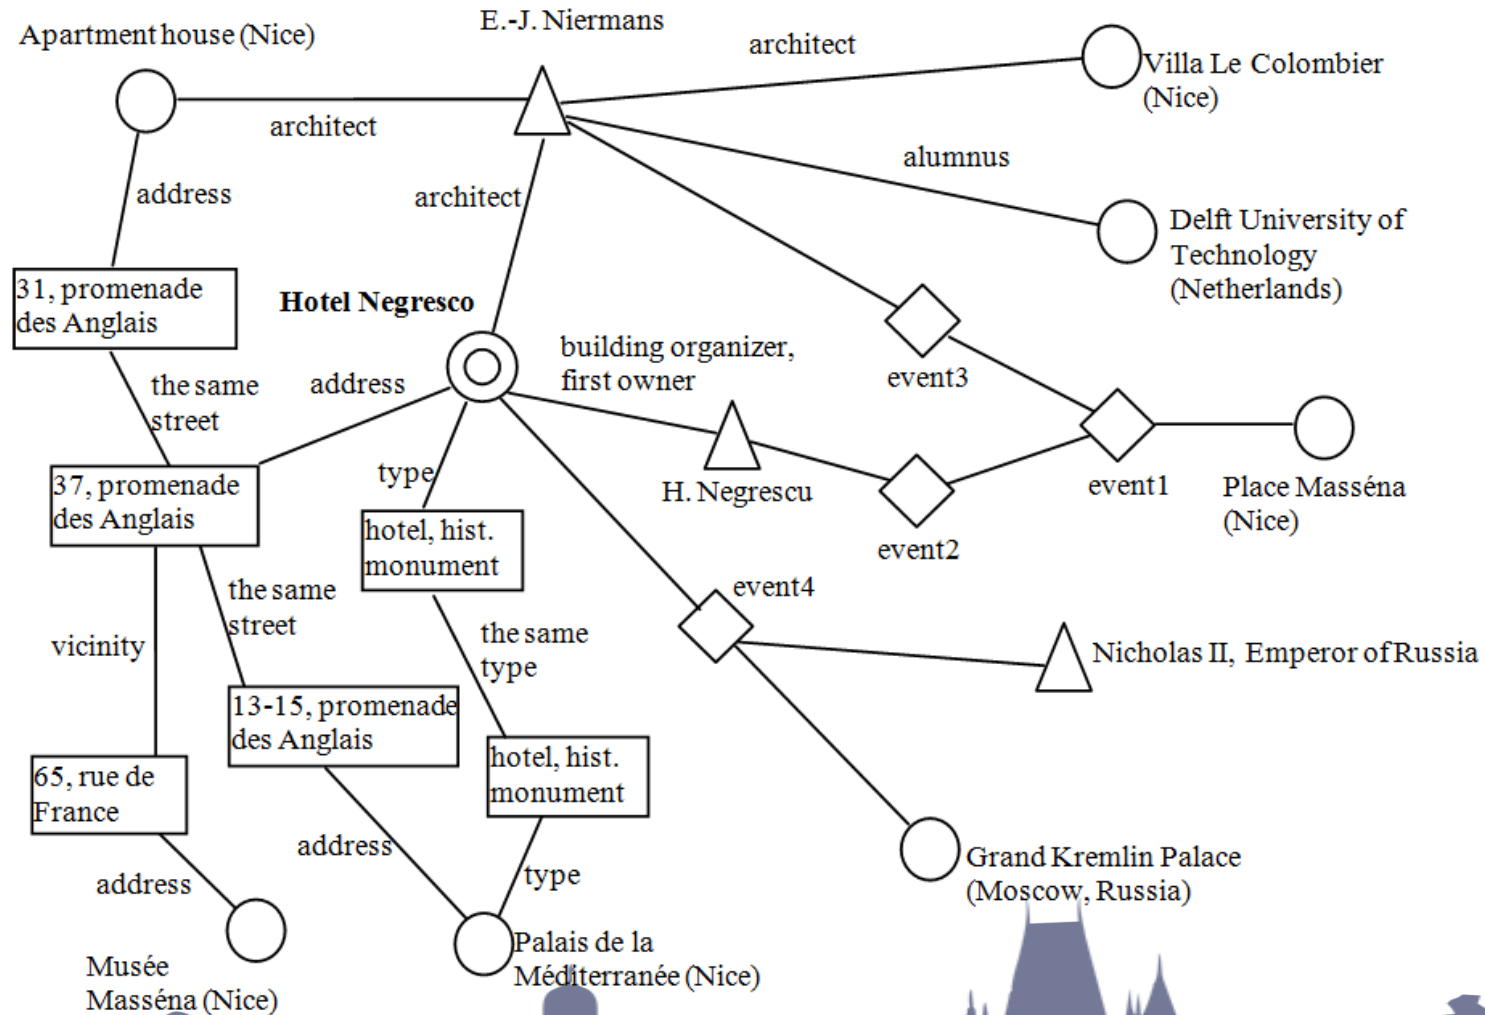 E.-J. Niermans
Apartment house (Nice)
architect
Villa Le Colombier
(Nice)
architect
alumnus
address
architect
Delft University of
Technology
(Netherlands)
31, promenade
des Anglais
Hotel Negresco
building organizer,
first owner
event3
the same
street
address
37, promenade
des Anglais
type
H. Negrescu
event1
Place Masséna
(Nice)
hotel, hist.
monument
event2
event4
the same
street
vicinity
the same
type
Nicholas II, Emperor of Russia
13-15, promenade
des Anglais
hotel, hist.
monument
65, rue de
France
address
type
address
Grand Kremlin Palace
(Moscow, Russia)
Musée
Masséna (Nice)
Palais de la
Méditerranée (Nice)